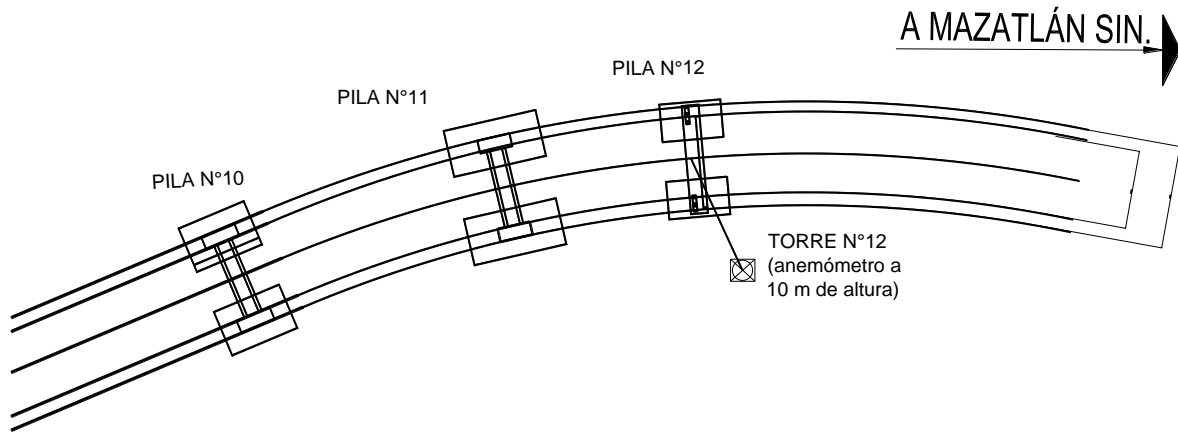 A MAZATLÁN SIN.
PILA N°12
PILA N°11
PILA N°10
TORRE N°12
(anemómetro a
10 m de altura)